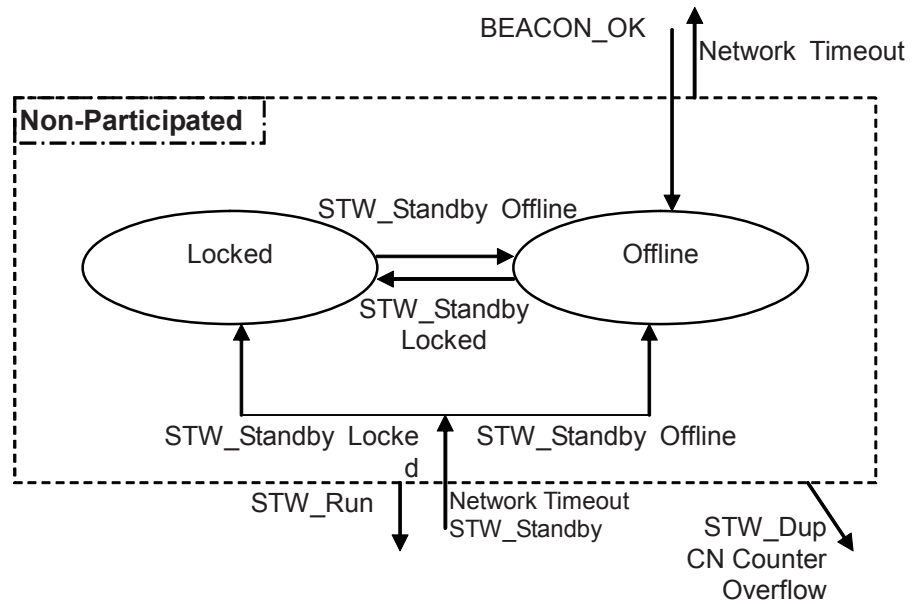 BEACON_OK
Network Timeout
Non-Participated
STW_Standby Offline
Locked
Offline
STW_Standby
Locked
STW_Standby Locke
d
STW_Standby Offline
STW_Run
Network Timeout
STW_Standby
STW_Dup
CN Counter
Overflow